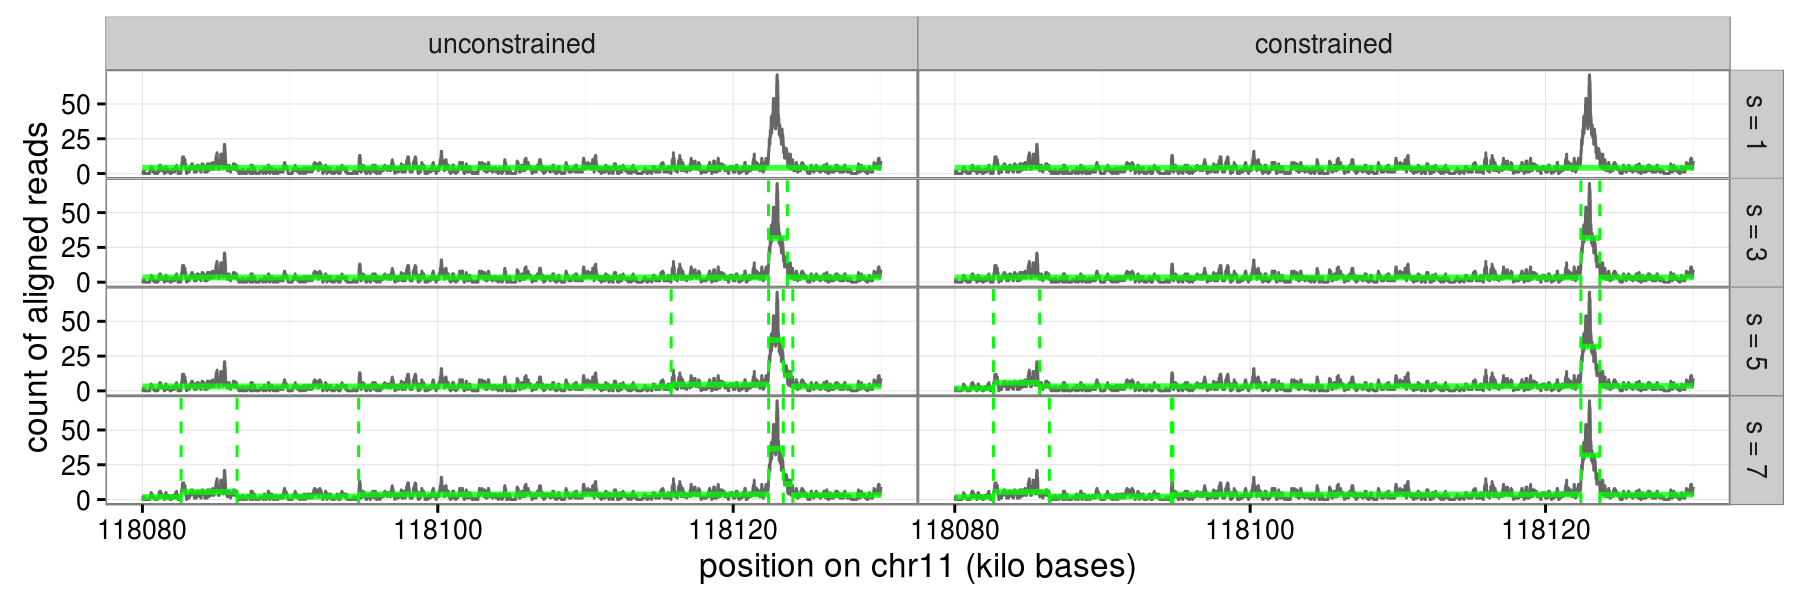 unconstrained
constrained
count of aligned reads
50
25
0
s = 1
50
25
0
s = 3
50
25
0
s = 5
50
25
0
s = 7
118080
118100
118120
118080
118100
118120
position on chr11 (kilo bases)